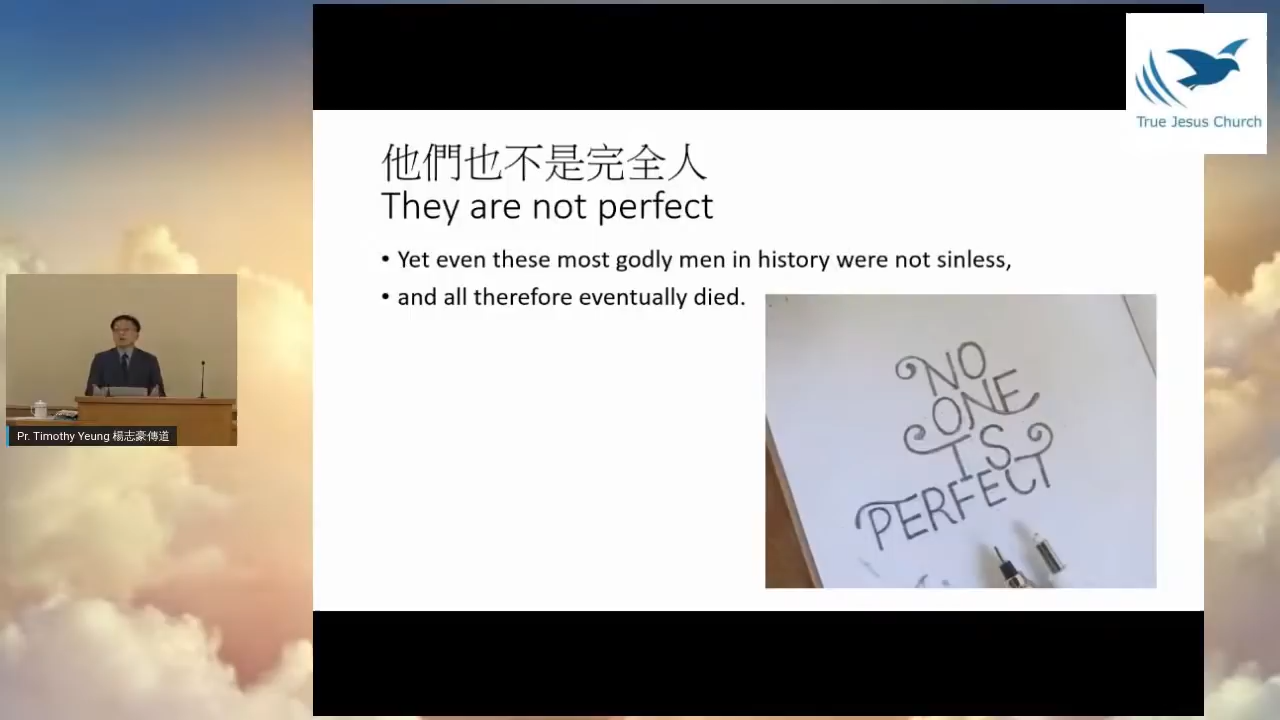 True Jesus Church
他們也不是完全人
They are not perfect
• Yet even these most godly men in history were not sinless,
• and all therefore eventually died.
NO
ONE
IS
PERFECT
Pr. Timothy Yeung 楊志豪傳道